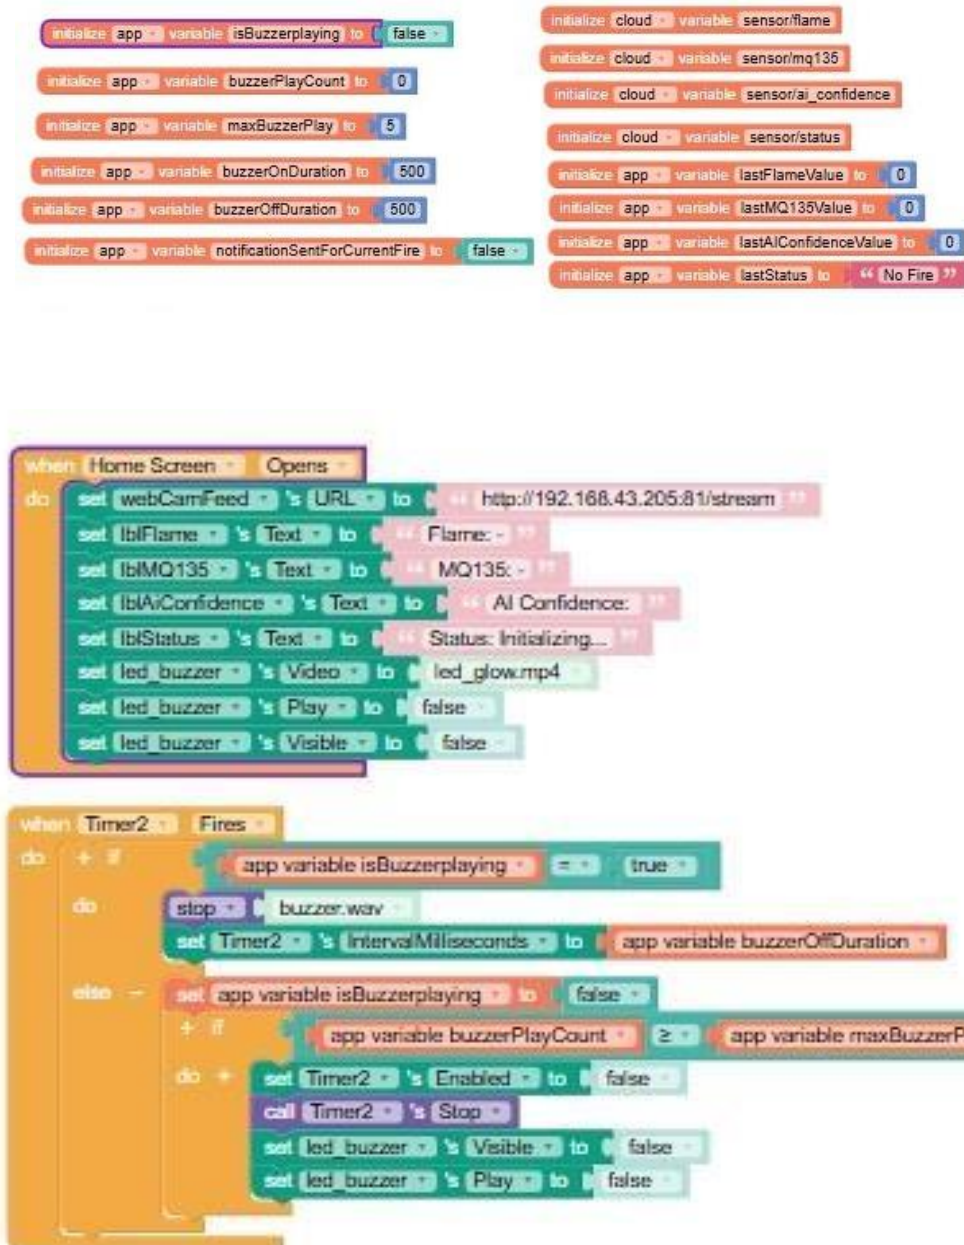 initialize app variable isBuzzerplaying to false
initialize app variable buzzerPlayCount to 0
initialize app variable maxBuzzerPlay to 5
initialize app variable buzzerOnDuration to 500
initialize app variable buzzerOffDuration to 500
initialize app variable notificationSentForCurrentFire to false
initialize cloud variable sensor/flame
initialize cloud variable sensor/mq135
initialize cloud variable sensor/ai_confidence
initialize cloud variable sensor/status
initialize app variable lastFlameValue to 0
initialize app variable lastMQ135Value to 0
initialize app variable lastAIConfidenceValue to 0
initialize app variable lastStatus to “ No Fire ”
when Home Screen Opens
do set webCamFeed 's URL to “ http://192.168.43.205:81/stream ”
set lblFlame 's Text to “ Flame: - ”
set lblMQ135 's Text to “ MQ135: - ”
set lblAiConfidence 's Text to “ AI Confidence: ”
set lblStatus 's Text to “ Status: Initializing... ”
set led_buzzer 's Video to led_glow.mp4
set led_buzzer 's Play to false
set led_buzzer 's Visible to false
when Timer2 Fires
do + if app variable isBuzzerplaying = true
do stop buzzer.wav
set Timer2 's IntervalMilliseconds to app variable buzzerOffDuration
else - set app variable isBuzzerplaying to false
+ if app variable buzzerPlayCount ≥ app variable maxBuzzerP
do + set Timer2 's Enabled to false
call Timer2 's Stop
set led_buzzer 's Visible to false
set led_buzzer 's Play to false